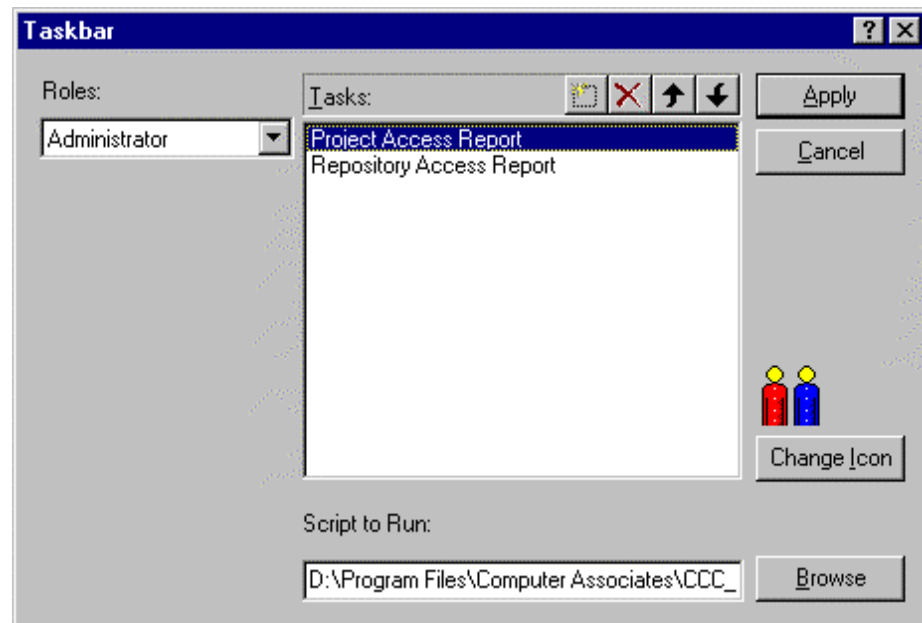 Taskbar
Roles:
Administrator
Tasks:
Project Access Report
Repository Access Report
Apply
Cancel
Change Icon
Script to Run:
D:\Program Files\Computer Associates\CCC_
Browse